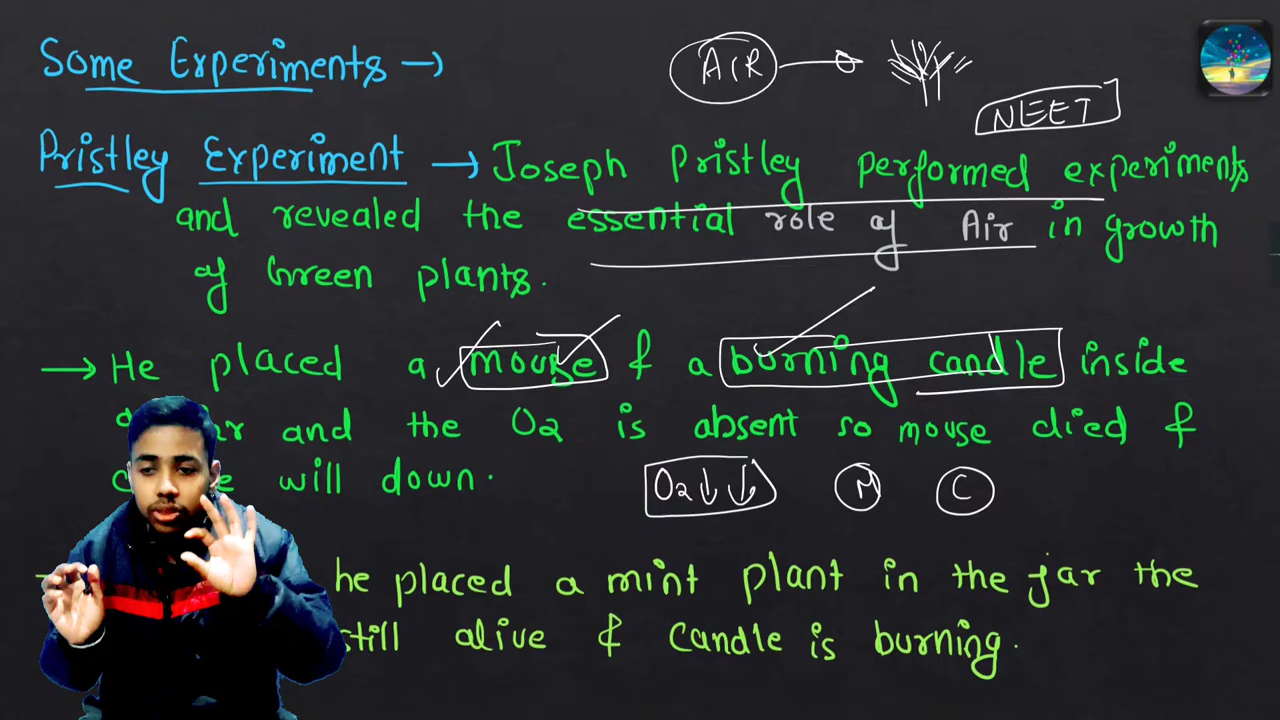 Some Experiments →
AIR
NEET
Pristley Experiment → Joseph Pristley performed experiments
and revealed the essential role of Air in growth
of Green plants.
→ He placed a mouse & a burning candle inside
and the O2 is absent so mouse died &
will down.
O2↓↓ M C
he placed a mint plant in the jar the
still alive & Candle is burning.